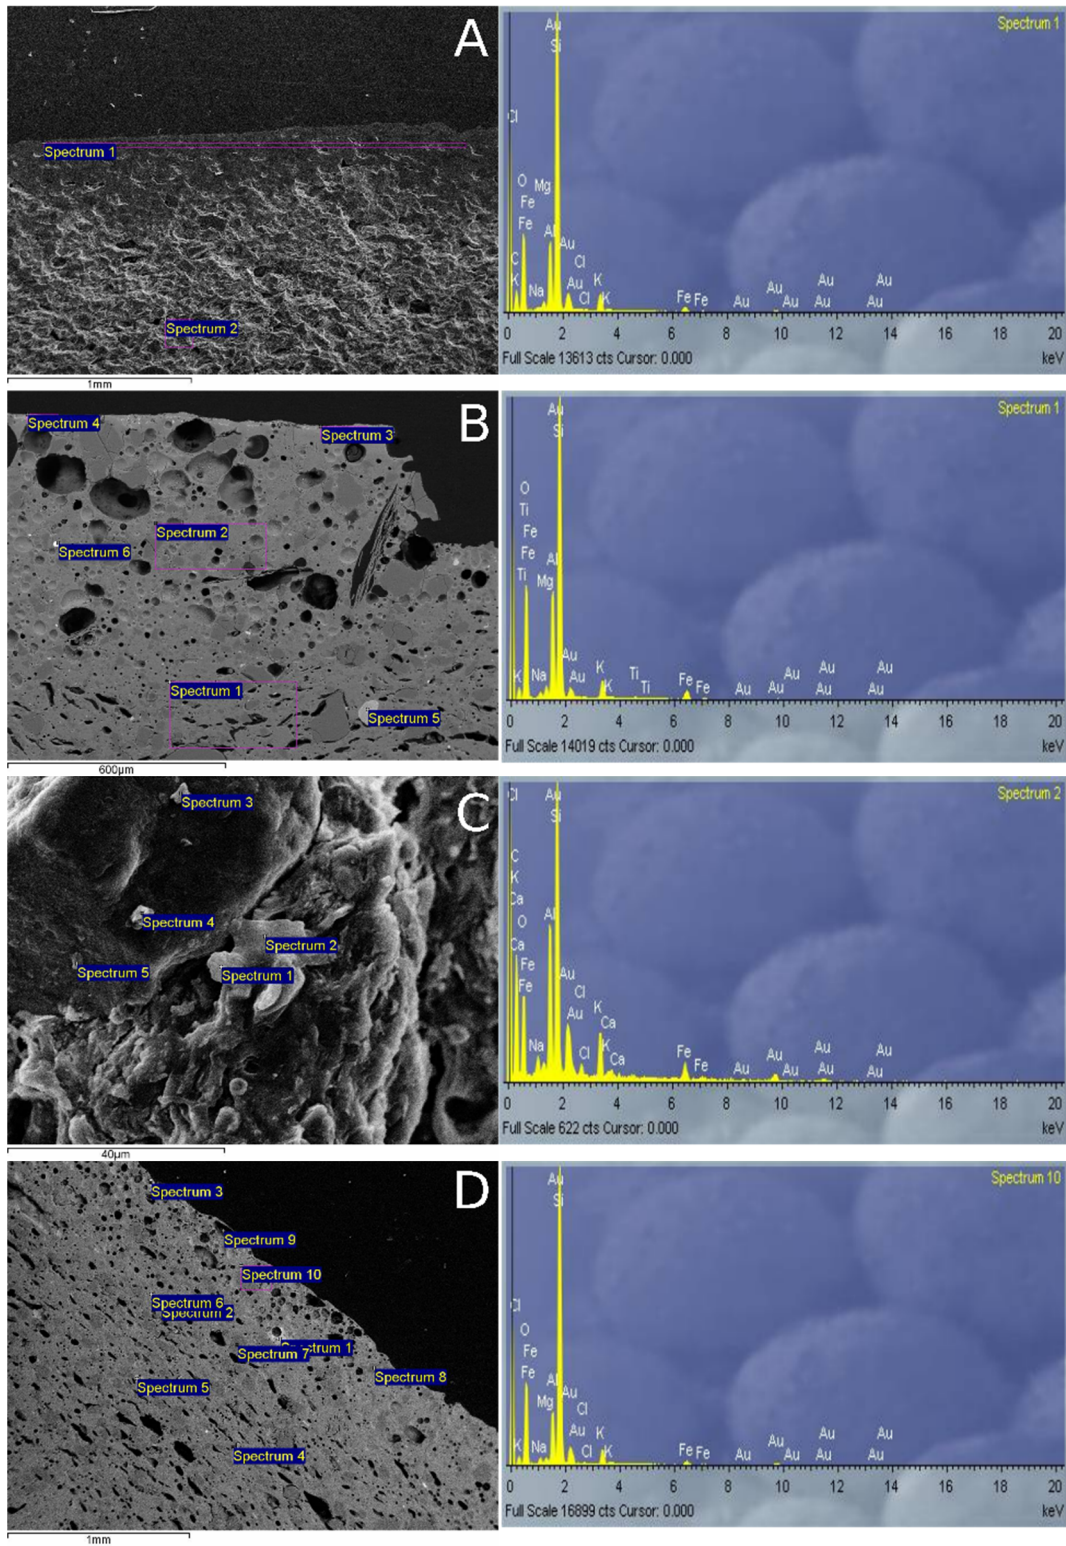 A
Spectrum 1
Spectrum 2
1mm
Spectrum 1
Au
Si
Cl
O
Mg
Fe
Fe
Al
Au
C
Cl
K
Na
Au
K
Cl
K
Fe
Fe
Au
Au
Au
Au
Au
Au
Au
0 2 4 6 8 10 12 14 16 18 20
Full Scale 13613 cts Cursor: 0.000
keV
B
Spectrum 4
Spectrum 3
Spectrum 2
Spectrum 6
Spectrum 1
Spectrum 5
600µm
Spectrum 1
Au
Si
O
Ti
Fe
Fe
Al
Ti
Mg
Au
K
Na
Au
K
K
Ti
Ti
Fe
Fe
Au
Au
Au
Au
Au
Au
Au
0 2 4 6 8 10 12 14 16 18 20
Full Scale 14019 cts Cursor: 0.000
keV
C
Spectrum 3
Spectrum 4
Spectrum 2
Spectrum 5
Spectrum 1
40µm
Spectrum 2
Cl
Au
Si
C
K
Ca
O
Al
Ca
Fe
Fe
Au
Cl
Na
Au
Cl
K
Ca
K
Ca
Fe
Fe
Au
Au
Au
Au
Au
Au
Au
0 2 4 6 8 10 12 14 16 18 20
Full Scale 622 cts Cursor: 0.000
keV
D
Spectrum 3
Spectrum 9
Spectrum 10
Spectrum 6
Spectrum 2
Spectrum 7
Spectrum 8
Spectrum 5
Spectrum 4
1mm
Spectrum 10
Au
Si
Cl
O
Fe
Fe
Al
Mg
Au
Cl
K
Na
Au
Cl
K
K
Fe
Fe
Au
Au
Au
Au
Au
Au
Au
0 2 4 6 8 10 12 14 16 18 20
Full Scale 16899 cts Cursor: 0.000
keV